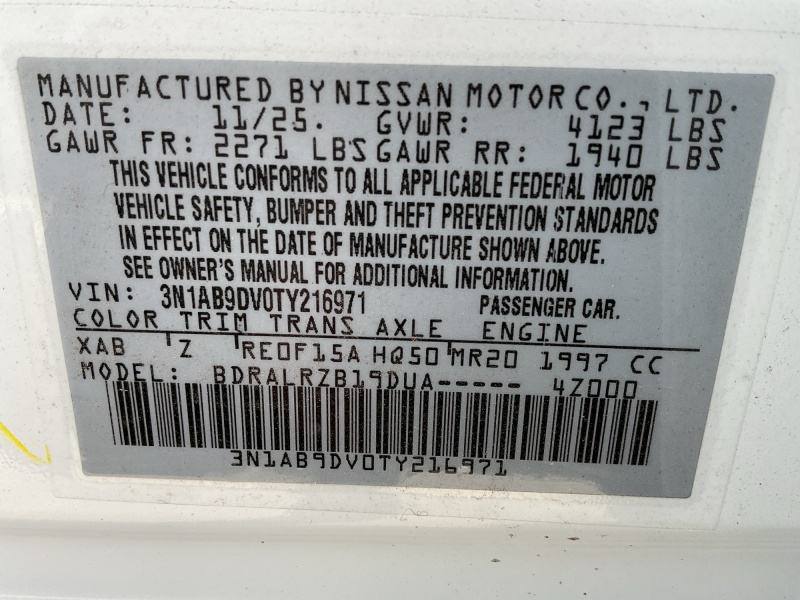 MANUFACTURED BY NISSAN MOTOR CO., LTD.
DATE: 11/25. GVWR: 4123 LBS
GAWR FR: 2271 LBS GAWR RR: 1940 LBS
THIS VEHICLE CONFORMS TO ALL APPLICABLE FEDERAL MOTOR
VEHICLE SAFETY, BUMPER AND THEFT PREVENTION STANDARDS
IN EFFECT ON THE DATE OF MANUFACTURE SHOWN ABOVE.
SEE OWNER'S MANUAL FOR ADDITIONAL INFORMATION.
VIN: 3N1AB9DV0TY216971 PASSENGER CAR.
COLOR TRIM TRANS AXLE ENGINE
XAB Z RE0F15A HQ50 MR20 1997 CC
MODEL: BDRALRZB19DUA----- 4Z000
3N1AB9DV0TY216971